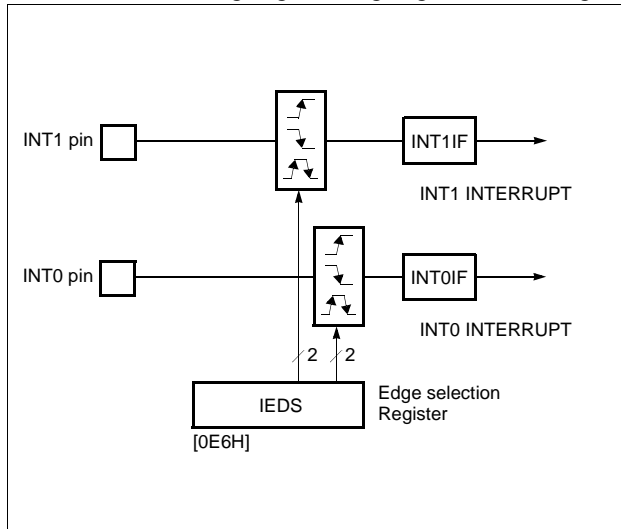 INT1 pin
INT1IF
INT1 INTERRUPT
INT0 pin
INT0IF
INT0 INTERRUPT
2
2
IEDS
Edge selection
Register
[0E6H]